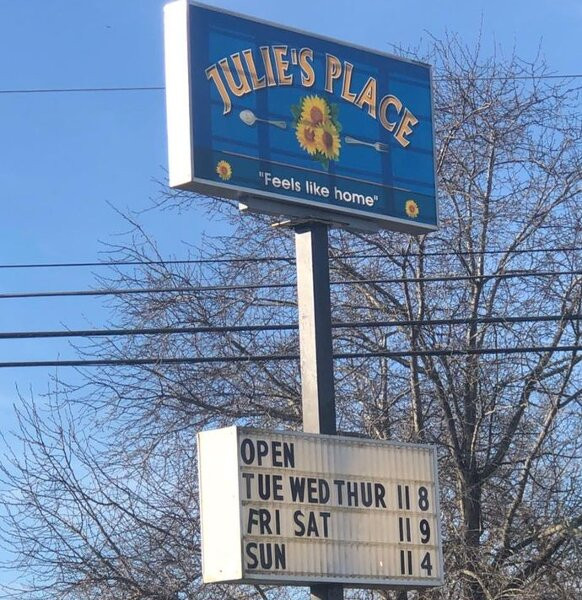 JULIE'S PLACE
"Feels like home"
OPEN
TUE WED THUR 11 8
FRI SAT 11 9
SUN 11 4